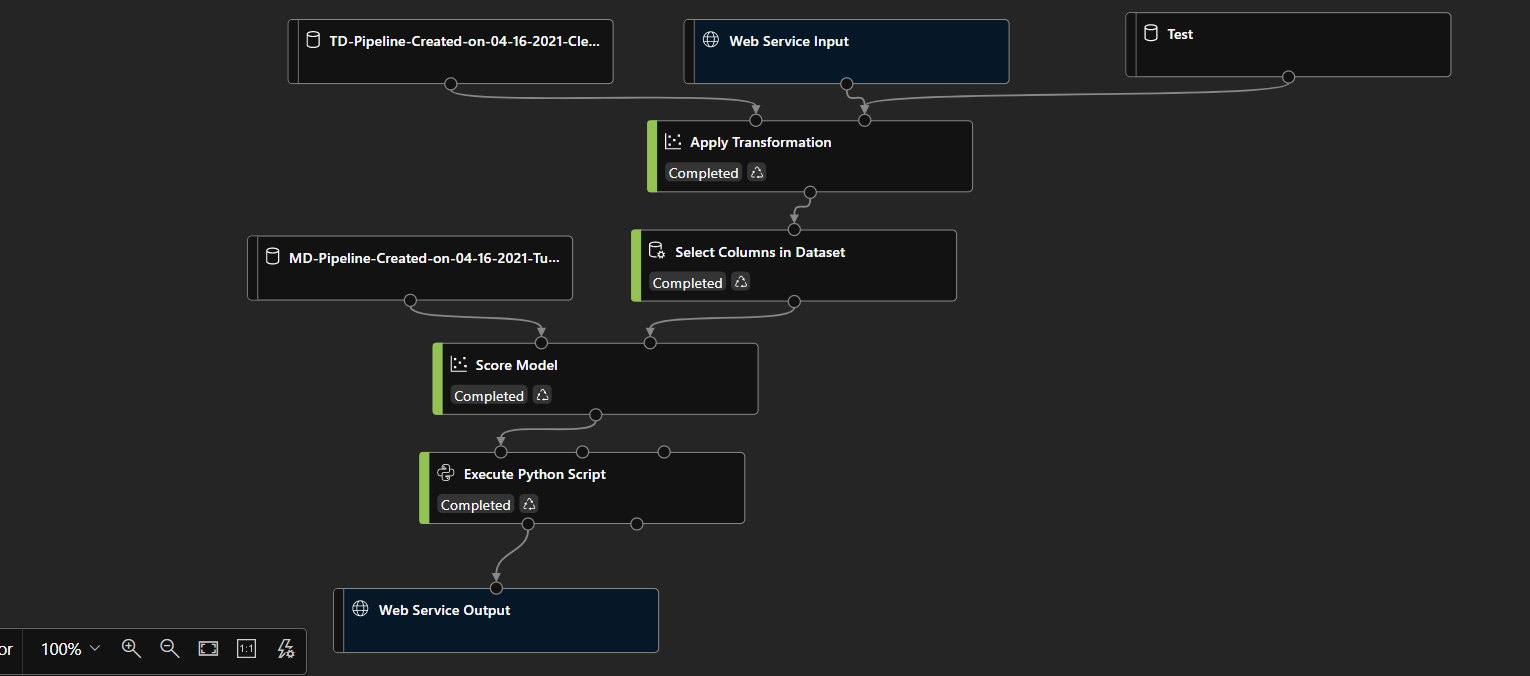 TD-Pipeline-Created-on-04-16-2021-Cle...
Web Service Input
Test
Apply Transformation
Completed
Select Columns in Dataset
Completed
MD-Pipeline-Created-on-04-16-2021-Tu...
Score Model
Completed
Execute Python Script
Completed
Web Service Output
or
100%
1:1